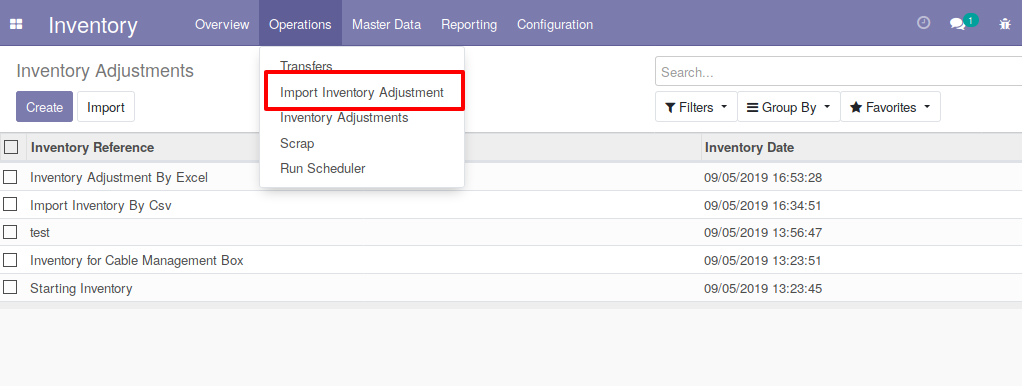 Inventory Overview Operations Master Data Reporting Configuration 1
Inventory Adjustments
Transfers
Search...
Import Inventory Adjustment
Create Import
Filters Group By Favorites
Inventory Adjustments
Scrap
Run Scheduler
Inventory Reference Inventory Date
Inventory Adjustment By Excel 09/05/2019 16:53:28
Import Inventory By Csv 09/05/2019 16:34:51
test 09/05/2019 13:56:47
Inventory for Cable Management Box 09/05/2019 13:23:51
Starting Inventory 09/05/2019 13:23:45